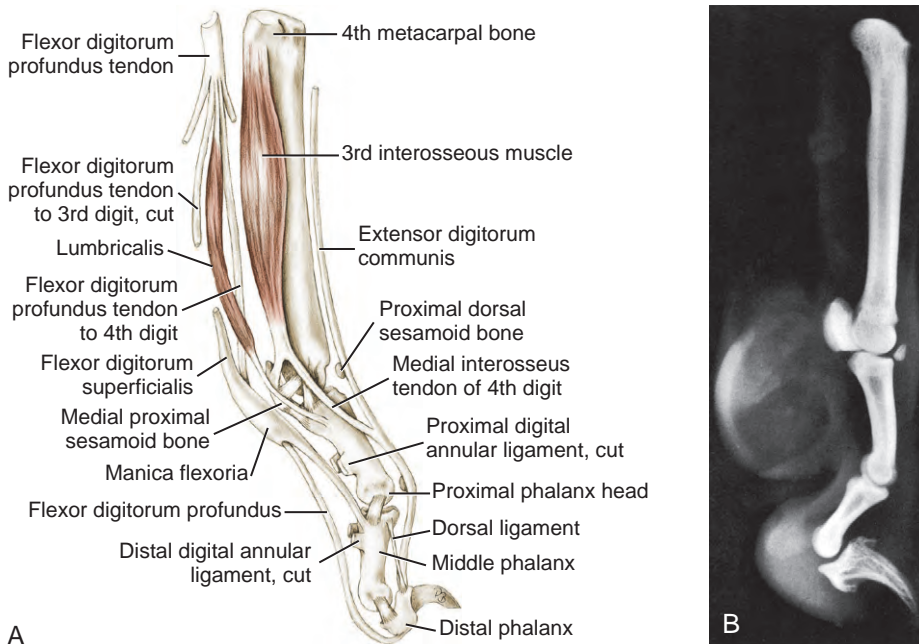 Flexor digitorum
profundus tendon
4th metacarpal bone
3rd interosseous muscle
Flexor digitorum
profundus tendon
to 3rd digit, cut
Lumbricalis
Extensor digitorum
communis
Flexor digitorum
profundus tendon
to 4th digit
Proximal dorsal
sesamoid bone
Flexor digitorum
superficialis
Medial interosseus
tendon of 4th digit
Medial proximal
sesamoid bone
Proximal digital
annular ligament, cut
Manica flexoria
Proximal phalanx head
Flexor digitorum profundus
Dorsal ligament
Distal digital annular
ligament, cut
Middle phalanx
Distal phalanx
A
B